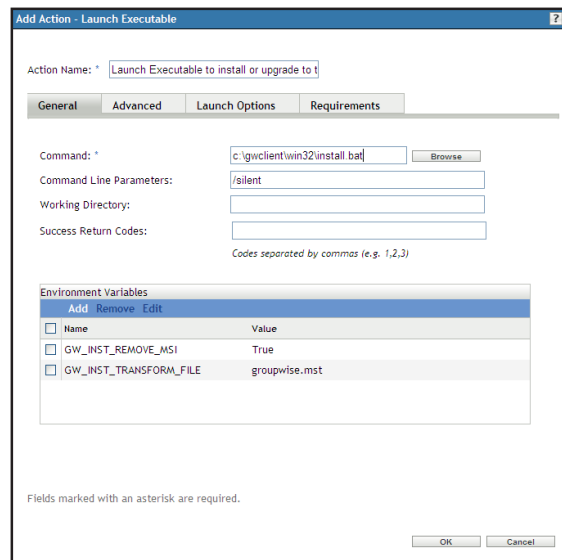 Add Action - Launch Executable ?
Action Name: * Launch Executable to install or upgrade to t
General Advanced Launch Options Requirements
Command: * c:\gwclient\win32\install.bat Browse
Command Line Parameters: /silent
Working Directory:
Success Return Codes:
Codes separated by commas (e.g. 1,2,3)
Environment Variables
Add Remove Edit
Name Value
GW_INST_REMOVE_MSI True
GW_INST_TRANSFORM_FILE groupwise.mst
Fields marked with an asterisk are required.
OK Cancel